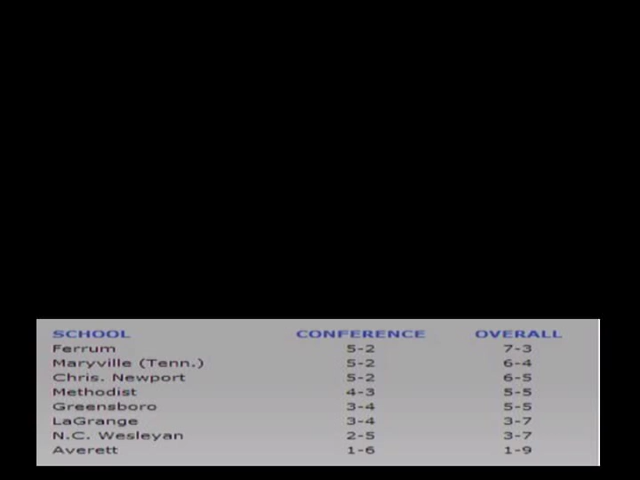 SCHOOL CONFERENCE OVERALL
Ferrum 5-2 7-3
Maryville (Tenn.) 5-2 6-4
Chris. Newport 5-2 6-5
Methodist 4-3 5-5
Greensboro 3-4 5-5
LaGrange 3-4 3-7
N.C. Wesleyan 2-5 3-7
Averett 1-6 1-9